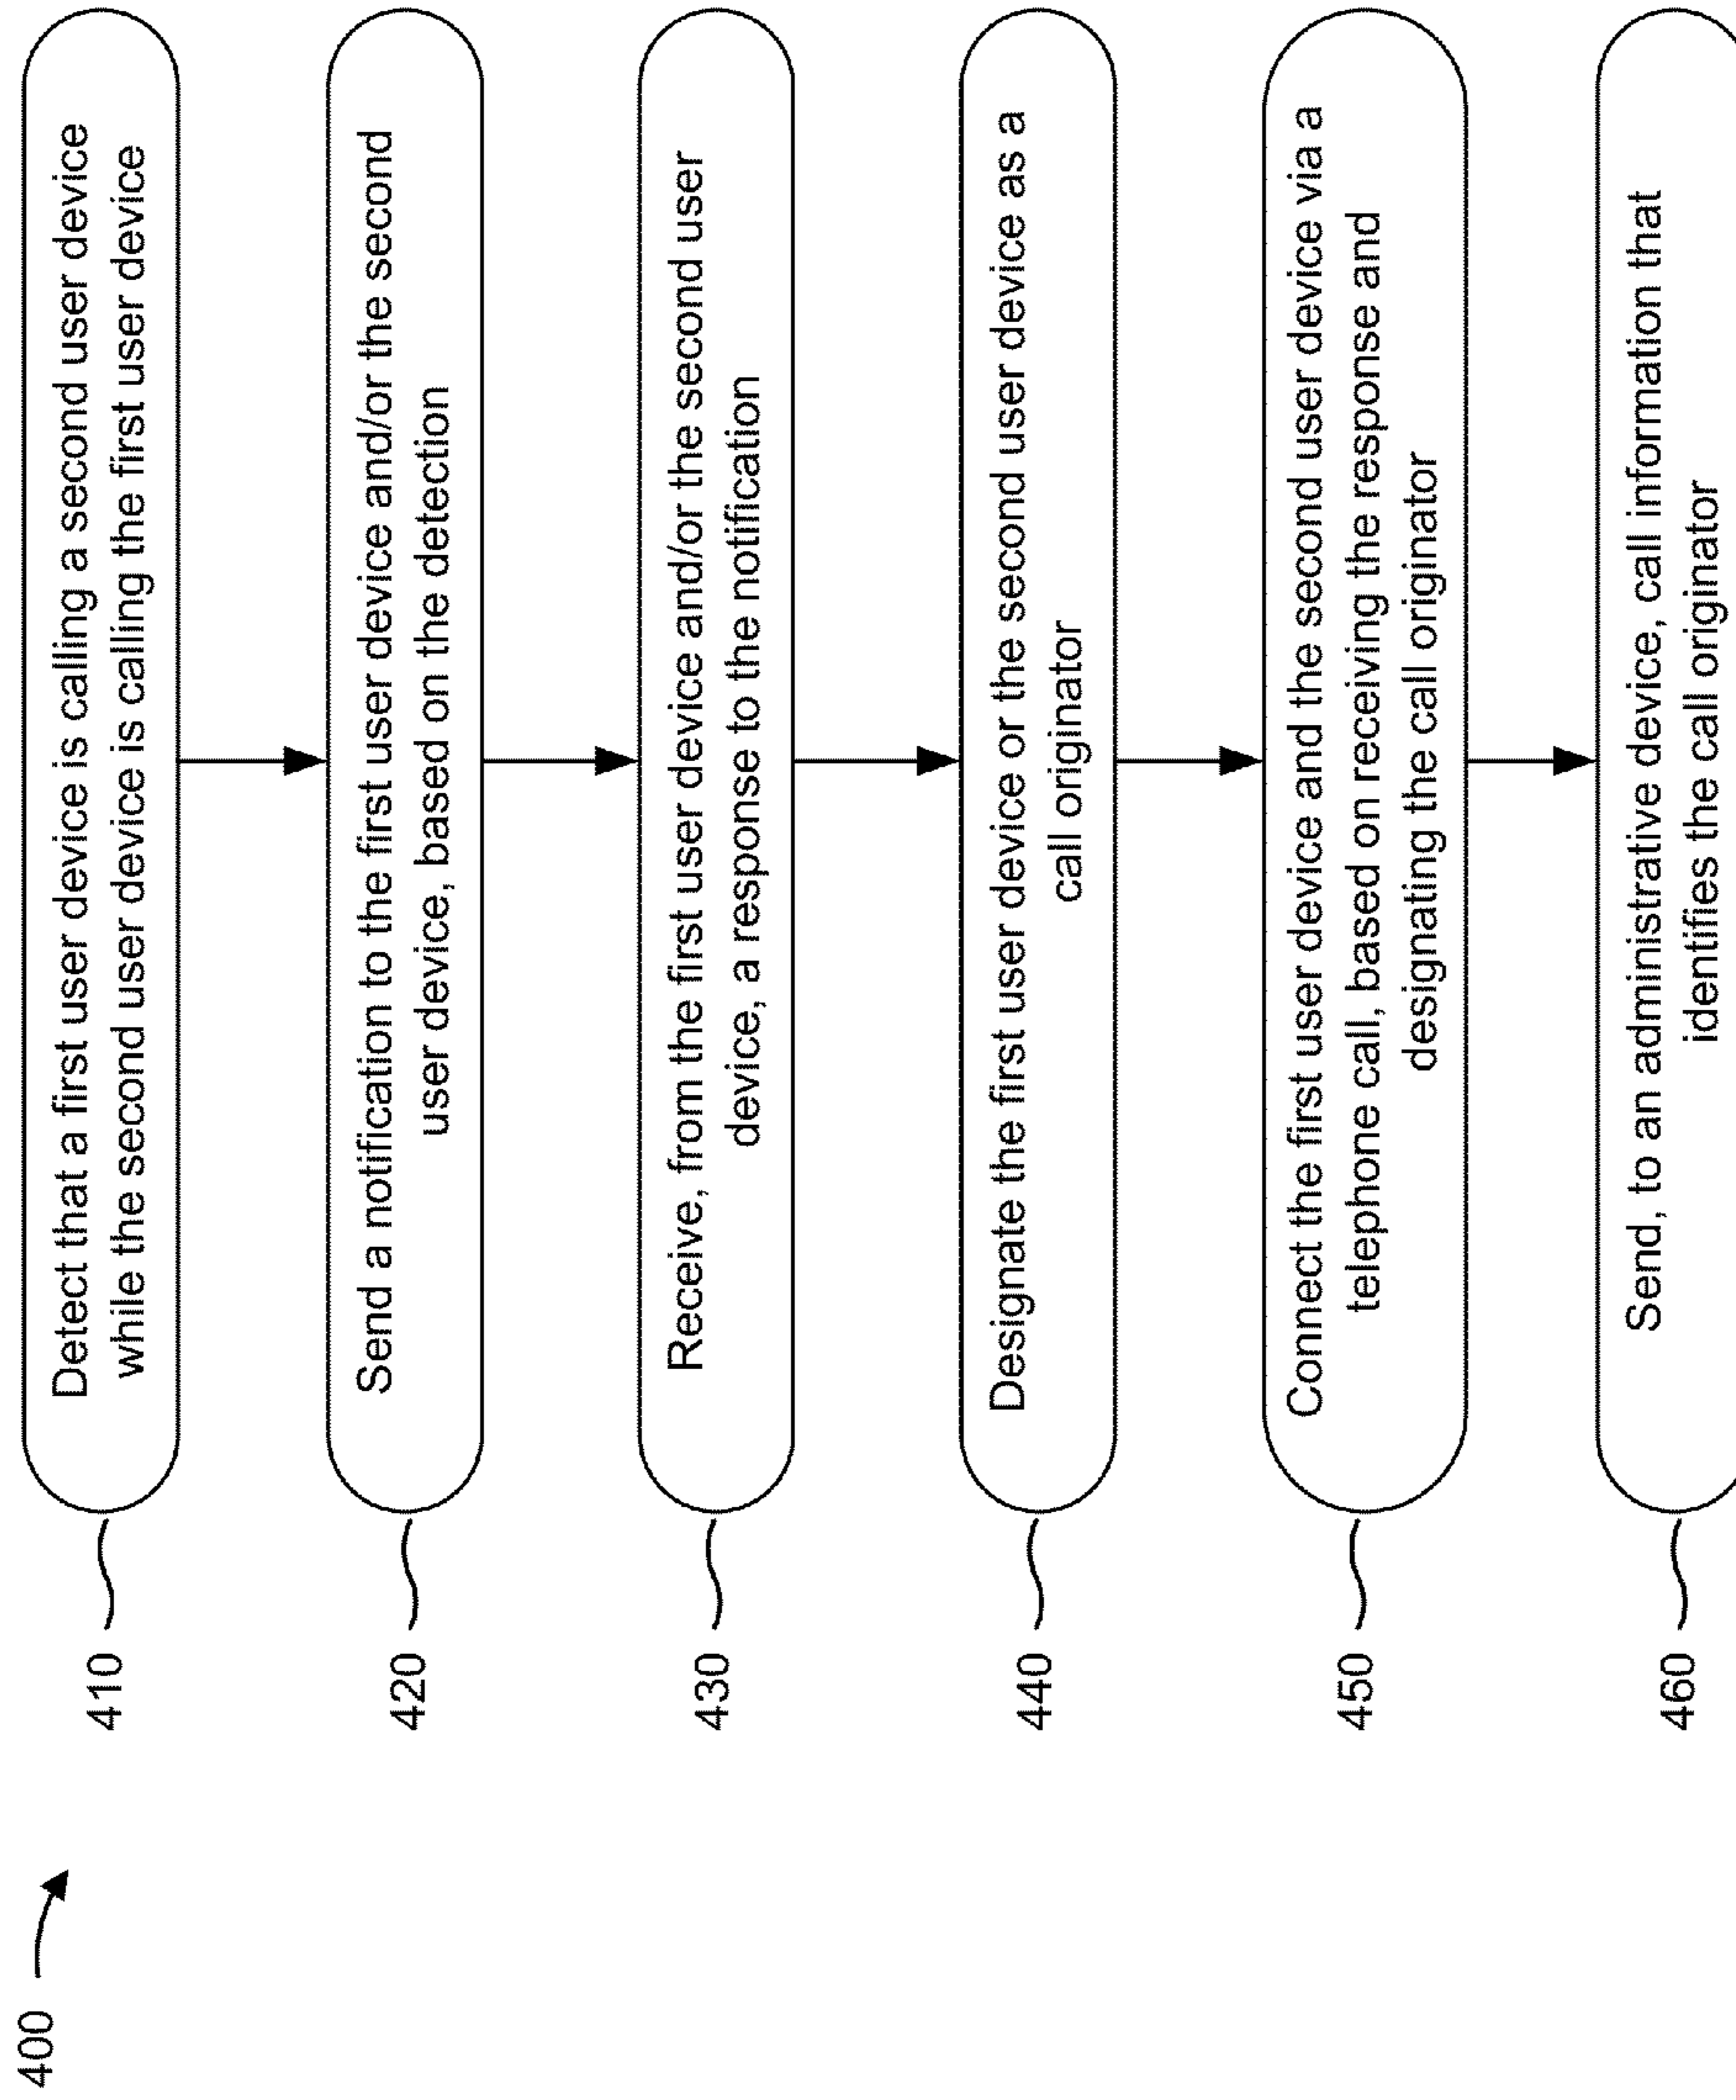 400
410
Detect that a first user device is calling a second user device
while the second user device is calling the first user device
420
Send a notification to the first user device and/or the second
user device, based on the detection
430
Receive, from the first user device and/or the second user
device, a response to the notification
440
Designate the first user device or the second user device as a
call originator
450
Connect the first user device and the second user device via a
telephone call, based on receiving the response and
designating the call originator
460
Send, to an administrative device, call information that
identifies the call originator